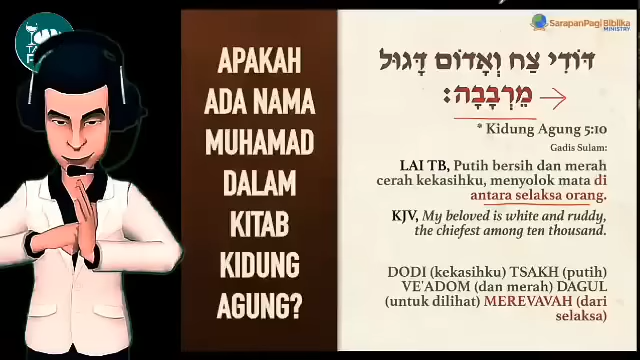 APAKAH
ADA NAMA
MUHAMAD
DALAM
KITAB
KIDUNG
AGUNG?
SarapanPagi Biblika
MINISTRY
דּוֹדִי צַח וְאָדוֹם דָּגוּל
מֵרְבָבָה׃
* Kidung Agung 5:10
Gadis Sulam:
LAI TB, Putih bersih dan merah
cerah kekasihku, menyolok mata di
antara selaksa orang.
KJV, My beloved is white and ruddy,
the chiefest among ten thousand.
DODI (kekasihku) TSAKH (putih)
VE'ADOM (dan merah) DAGUL
(untuk dilihat) MEREVAVAH (dari
selaksa)